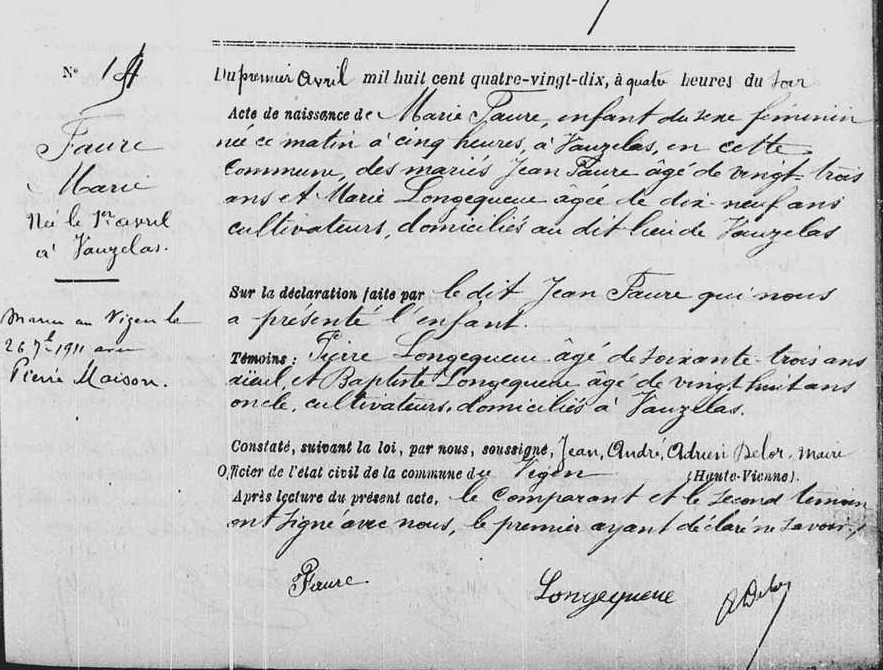 N° 14
Faure
Marie
Née le 1er avril
à Vauzelas.
Marié au Vigen le
26 7bre 1911 avec
Pierre Maison.
Du premier avril mil huit cent quatre-vingt-dix, à quatre heures du soir
Acte de naissance de Marie Faure, enfant du sexe feminin
née ce matin à cinq heures, à Vauzelas, en cette
Commune, des mariés Jean Faure âgé de vingt-trois
ans et Marie Longequeue âgée de dix-neuf ans
cultivateurs, domiciliés au dit lieu de Vauzelas
Sur la déclaration faite par le dit Jean Faure qui nous
a présenté l'enfant.
Témoins : Pierre Longequeue âgé de soixante-trois ans
aïeul, et Baptiste Longequeue âgé de vingt huit ans
oncle, cultivateurs, domiciliés à Vauzelas.
Constaté, suivant la loi, par nous, soussigné, Jean, André, Adrien Delor, maire
Officier de l'état civil de la commune du Vigen (Haute-Vienne).
Après lecture du présent acte, le Comparant et le second témoin
ont signé avec nous, le premier ayant déclaré ne savoir
Faure
Longequeue
A Delor